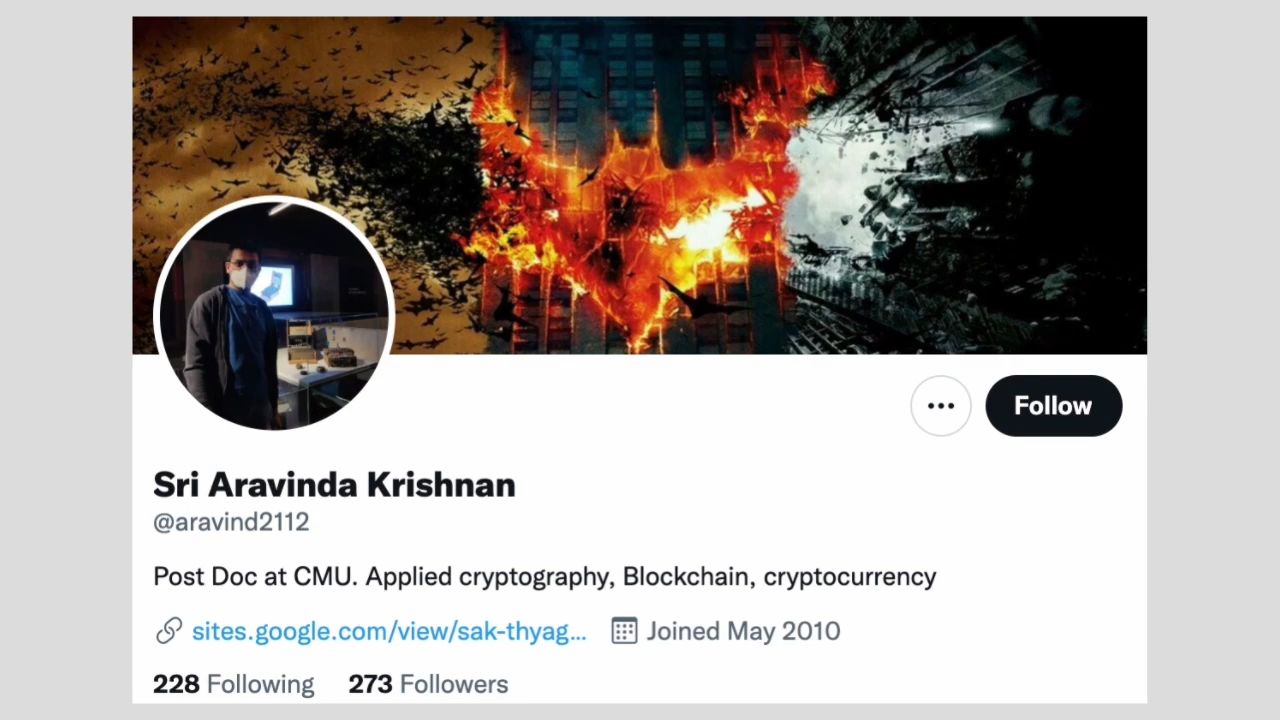 Follow
Sri Aravinda Krishnan
@aravind2112
Post Doc at CMU. Applied cryptography, Blockchain, cryptocurrency
sites.google.com/view/sak-thyag... Joined May 2010
228 Following 273 Followers